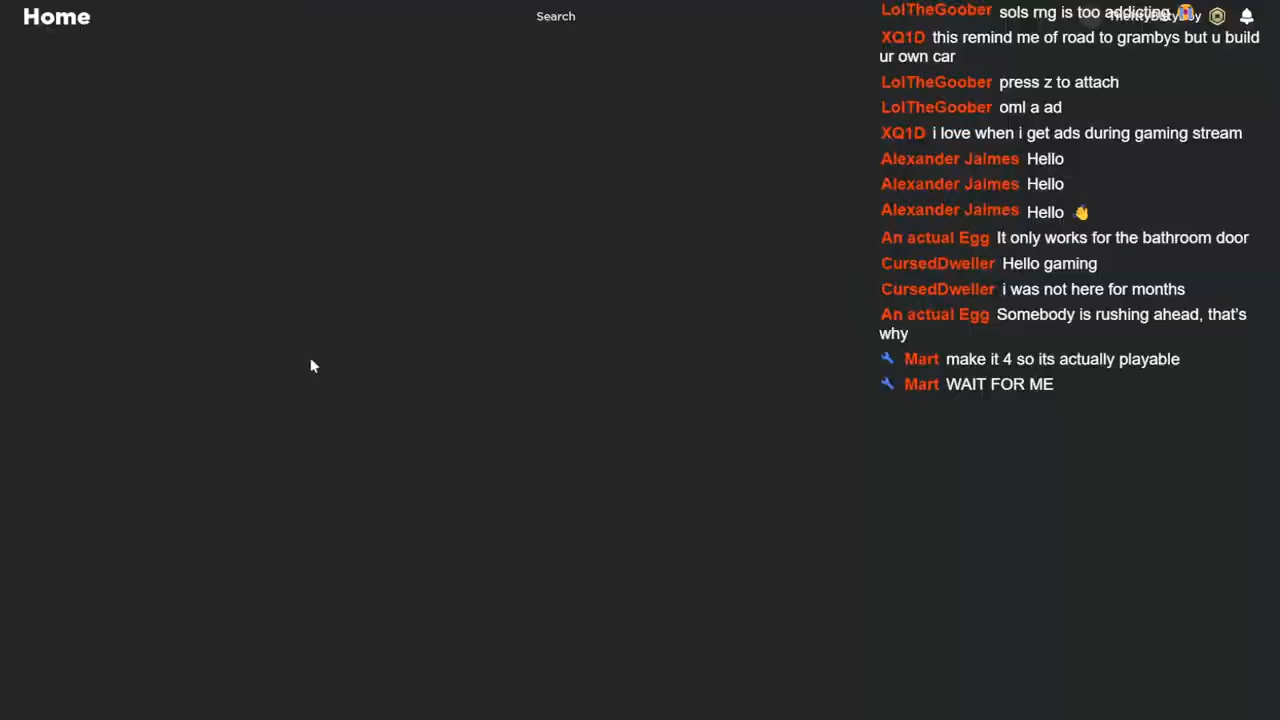 Home
Search
LolTheGoober sols rng is too addicting
XQ1D this remind me of road to grambys but u build
ur own car
LolTheGoober press z to attach
LolTheGoober oml a ad
XQ1D i love when i get ads during gaming stream
Alexander Jaimes Hello
Alexander Jaimes Hello
Alexander Jaimes Hello 👋
An actual Egg It only works for the bathroom door
CursedDweller Hello gaming
CursedDweller i was not here for months
An actual Egg Somebody is rushing ahead, that's
why
Mart make it 4 so its actually playable
Mart WAIT FOR ME